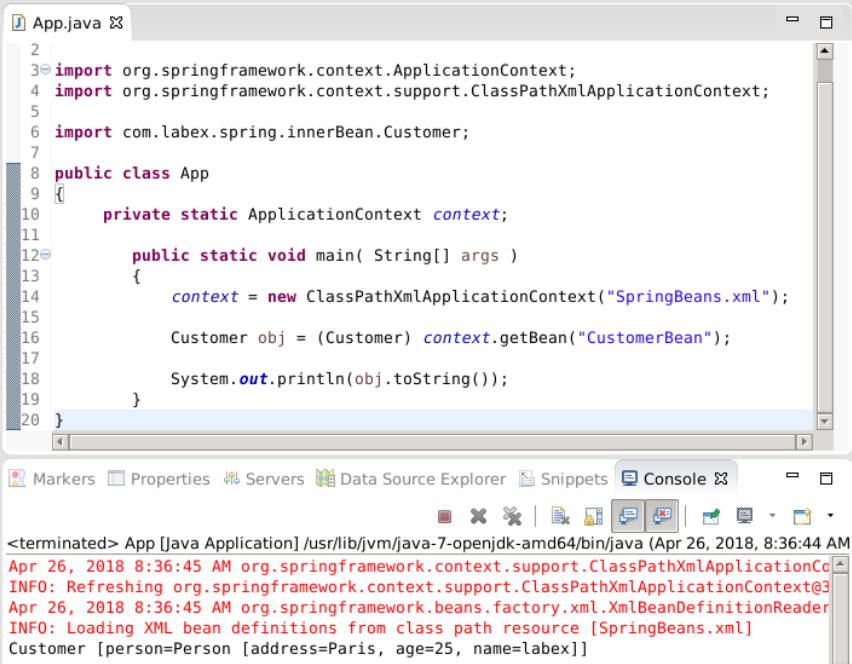 App.java
2
3 import org.springframework.context.ApplicationContext;
4 import org.springframework.context.support.ClassPathXmlApplicationContext;
5
6 import com.labex.spring.innerBean.Customer;
7
8 public class App
9 {
10 private static ApplicationContext context;
11
12 public static void main( String[] args )
13 {
14 context = new ClassPathXmlApplicationContext("SpringBeans.xml");
15
16 Customer obj = (Customer) context.getBean("CustomerBean");
17
18 System.out.println(obj.toString());
19 }
20 }
Markers Properties Servers Data Source Explorer Snippets Console
<terminated> App [Java Application] /usr/lib/jvm/java-7-openjdk-amd64/bin/java (Apr 26, 2018, 8:36:44 AM
Apr 26, 2018 8:36:45 AM org.springframework.context.support.ClassPathXmlApplicationCo
INFO: Refreshing org.springframework.context.support.ClassPathXmlApplicationContext@3
Apr 26, 2018 8:36:45 AM org.springframework.beans.factory.xml.XmlBeanDefinitionReader
INFO: Loading XML bean definitions from class path resource [SpringBeans.xml]
Customer [person=Person [address=Paris, age=25, name=labex]]